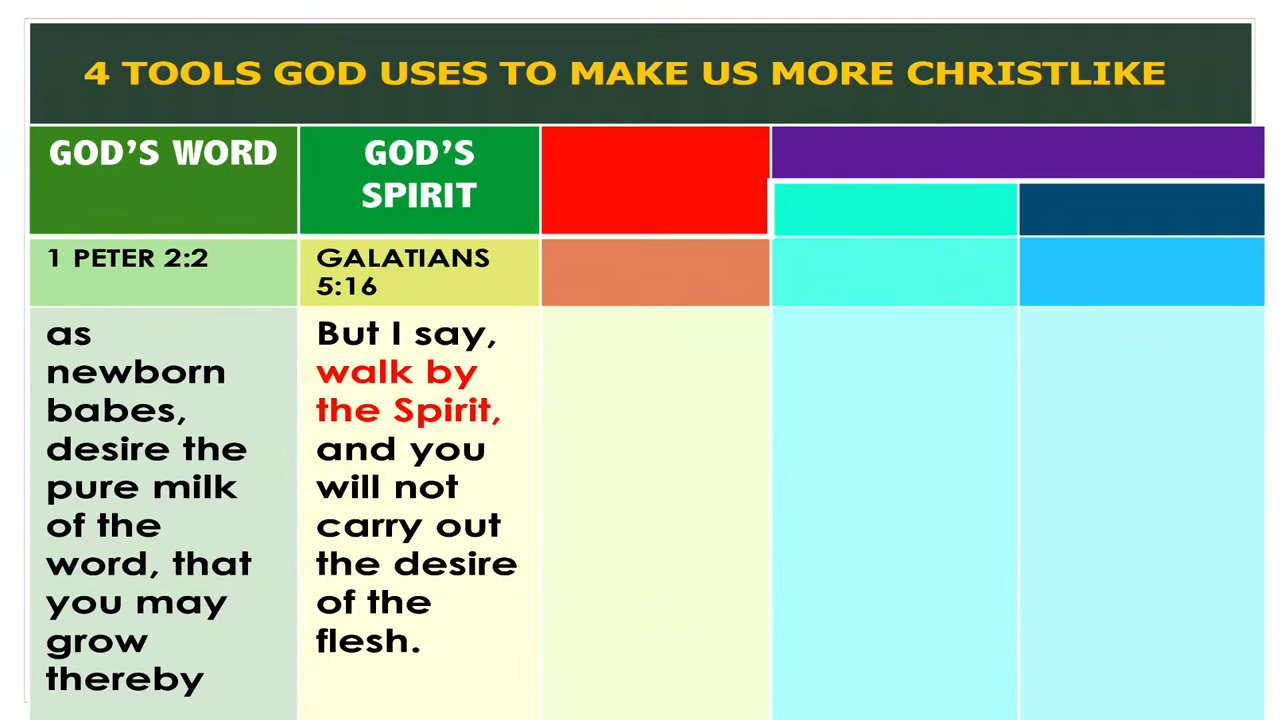 4 TOOLS GOD USES TO MAKE US MORE CHRISTLIKE
GOD'S WORD
GOD'S
SPIRIT
1 PETER 2:2
GALATIANS
5:16
as
newborn
babes,
desire the
pure milk
of the
word, that
you may
grow
thereby
But I say,
walk by
the Spirit,
and you
will not
carry out
the desire
of the
flesh.